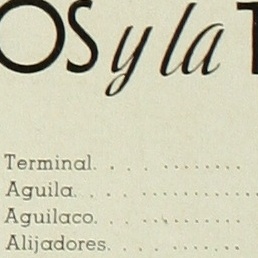 OS y la T
Terminal. . . . . . . . . . . .
Aguila. . . . . . . . . . . . . .
Aguilaco. . . . . . . . . . . .
Alijadores. . . . . . . . . . .